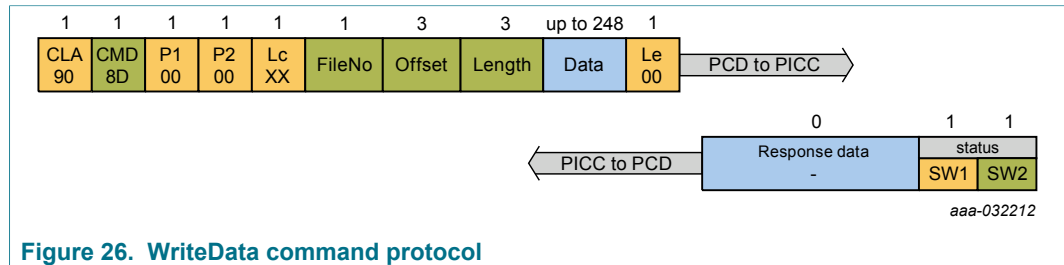 1 1 1 1 1 1 3 3 up to 248 1
CLA CMD P1 P2 Lc FileNo Offset Length Data Le PCD to PICC
90 8D 00 00 XX 00
0 1 1
PICC to PCD Response data status
- SW1 SW2
aaa-032212
Figure 26. WriteData command protocol